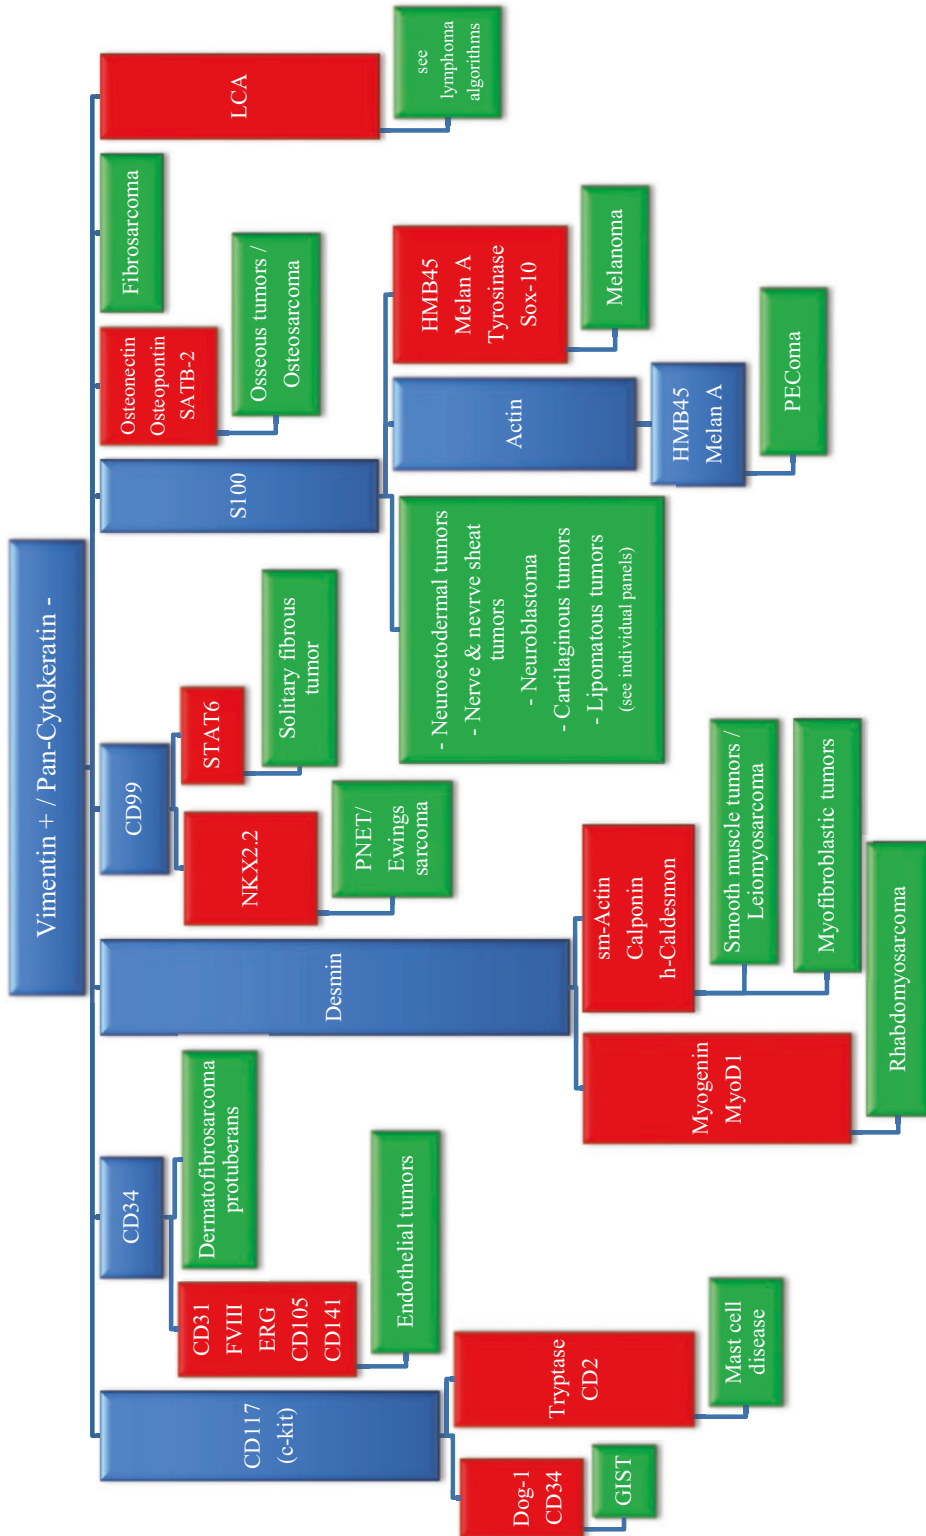 Vimentin + / Pan-Cytokeratin -
CD117
(c-kit)
Dog-1
CD34
GIST
Tryptase
CD2
Mast cell
disease
CD34
CD31
FVIII
ERG
CD105
CD141
Endothelial tumors
Dermatofibrosarcoma
protuberans
Desmin
Myogenin
MyoD1
Rhabdomyosarcoma
sm-Actin
Calponin
h-Caldesmon
Smooth muscle tumors /
Leiomyosarcoma
Myofibroblastic tumors
CD99
NKX2.2
PNET/
Ewings
sarcoma
STAT6
Solitary fibrous
tumor
S100
- Neuroectodermal tumors
- Nerve & nevrve sheat
tumors
- Neuroblastoma
- Cartilaginous tumors
- Lipomatous tumors
(see individual panels)
Actin
HMB45
Melan A
PEComa
HMB45
Melan A
Tyrosinase
Sox-10
Melanoma
Osteonectin
Osteopontin
SATB-2
Osseous tumors /
Osteosarcoma
Fibrosarcoma
LCA
see
lymphoma
algorithms